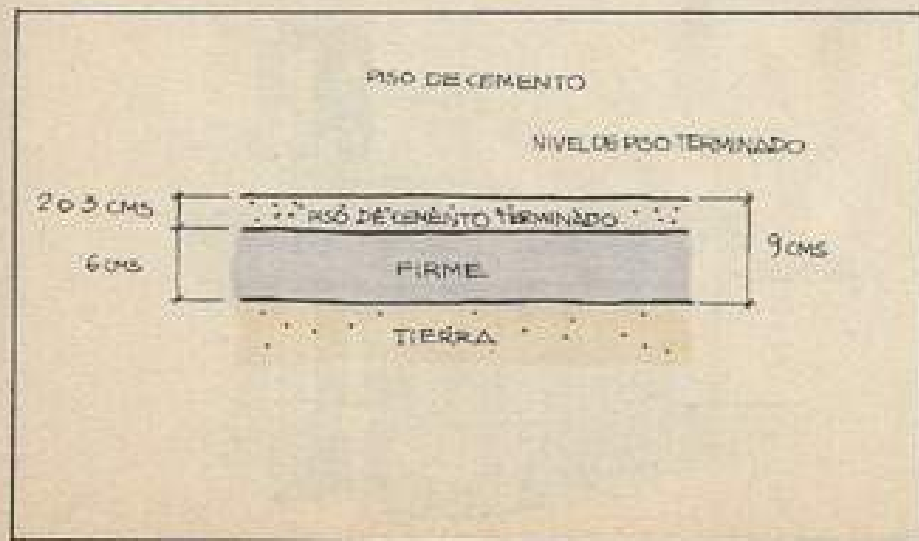 PISO DE CEMENTO
NIVEL DE PISO TERMINADO
2 O 3 CMS
PISO DE CEMENTO TERMINADO
6 CMS
FIRME
9 CMS
TIERRA